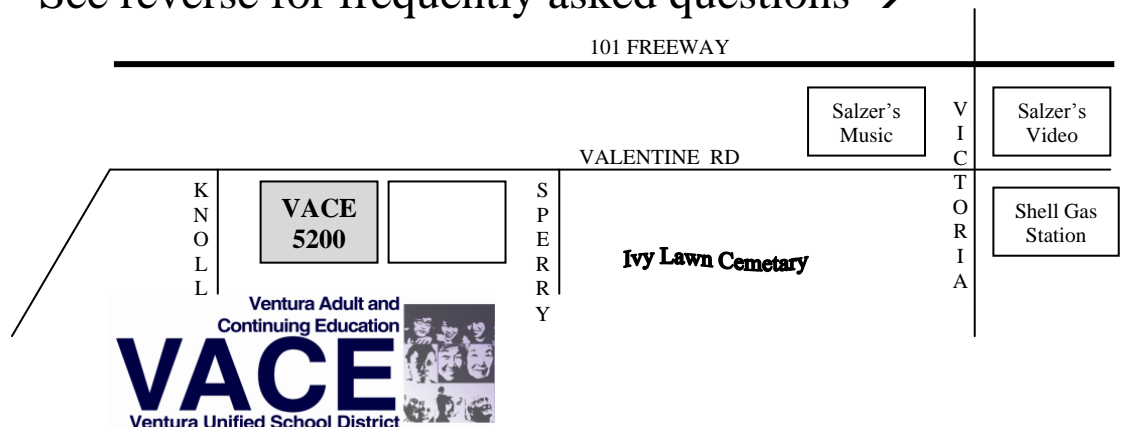 See reverse for frequently asked questions →
101 FREEWAY
Salzer's
Music
VICTORIA
Salzer's
Video
VALENTINE RD
KNOLL
VACE
5200
SPERRY
Shell Gas
Station
Ivy Lawn Cemetary
Ventura Adult and
Continuing Education
VACE
Ventura Unified School District